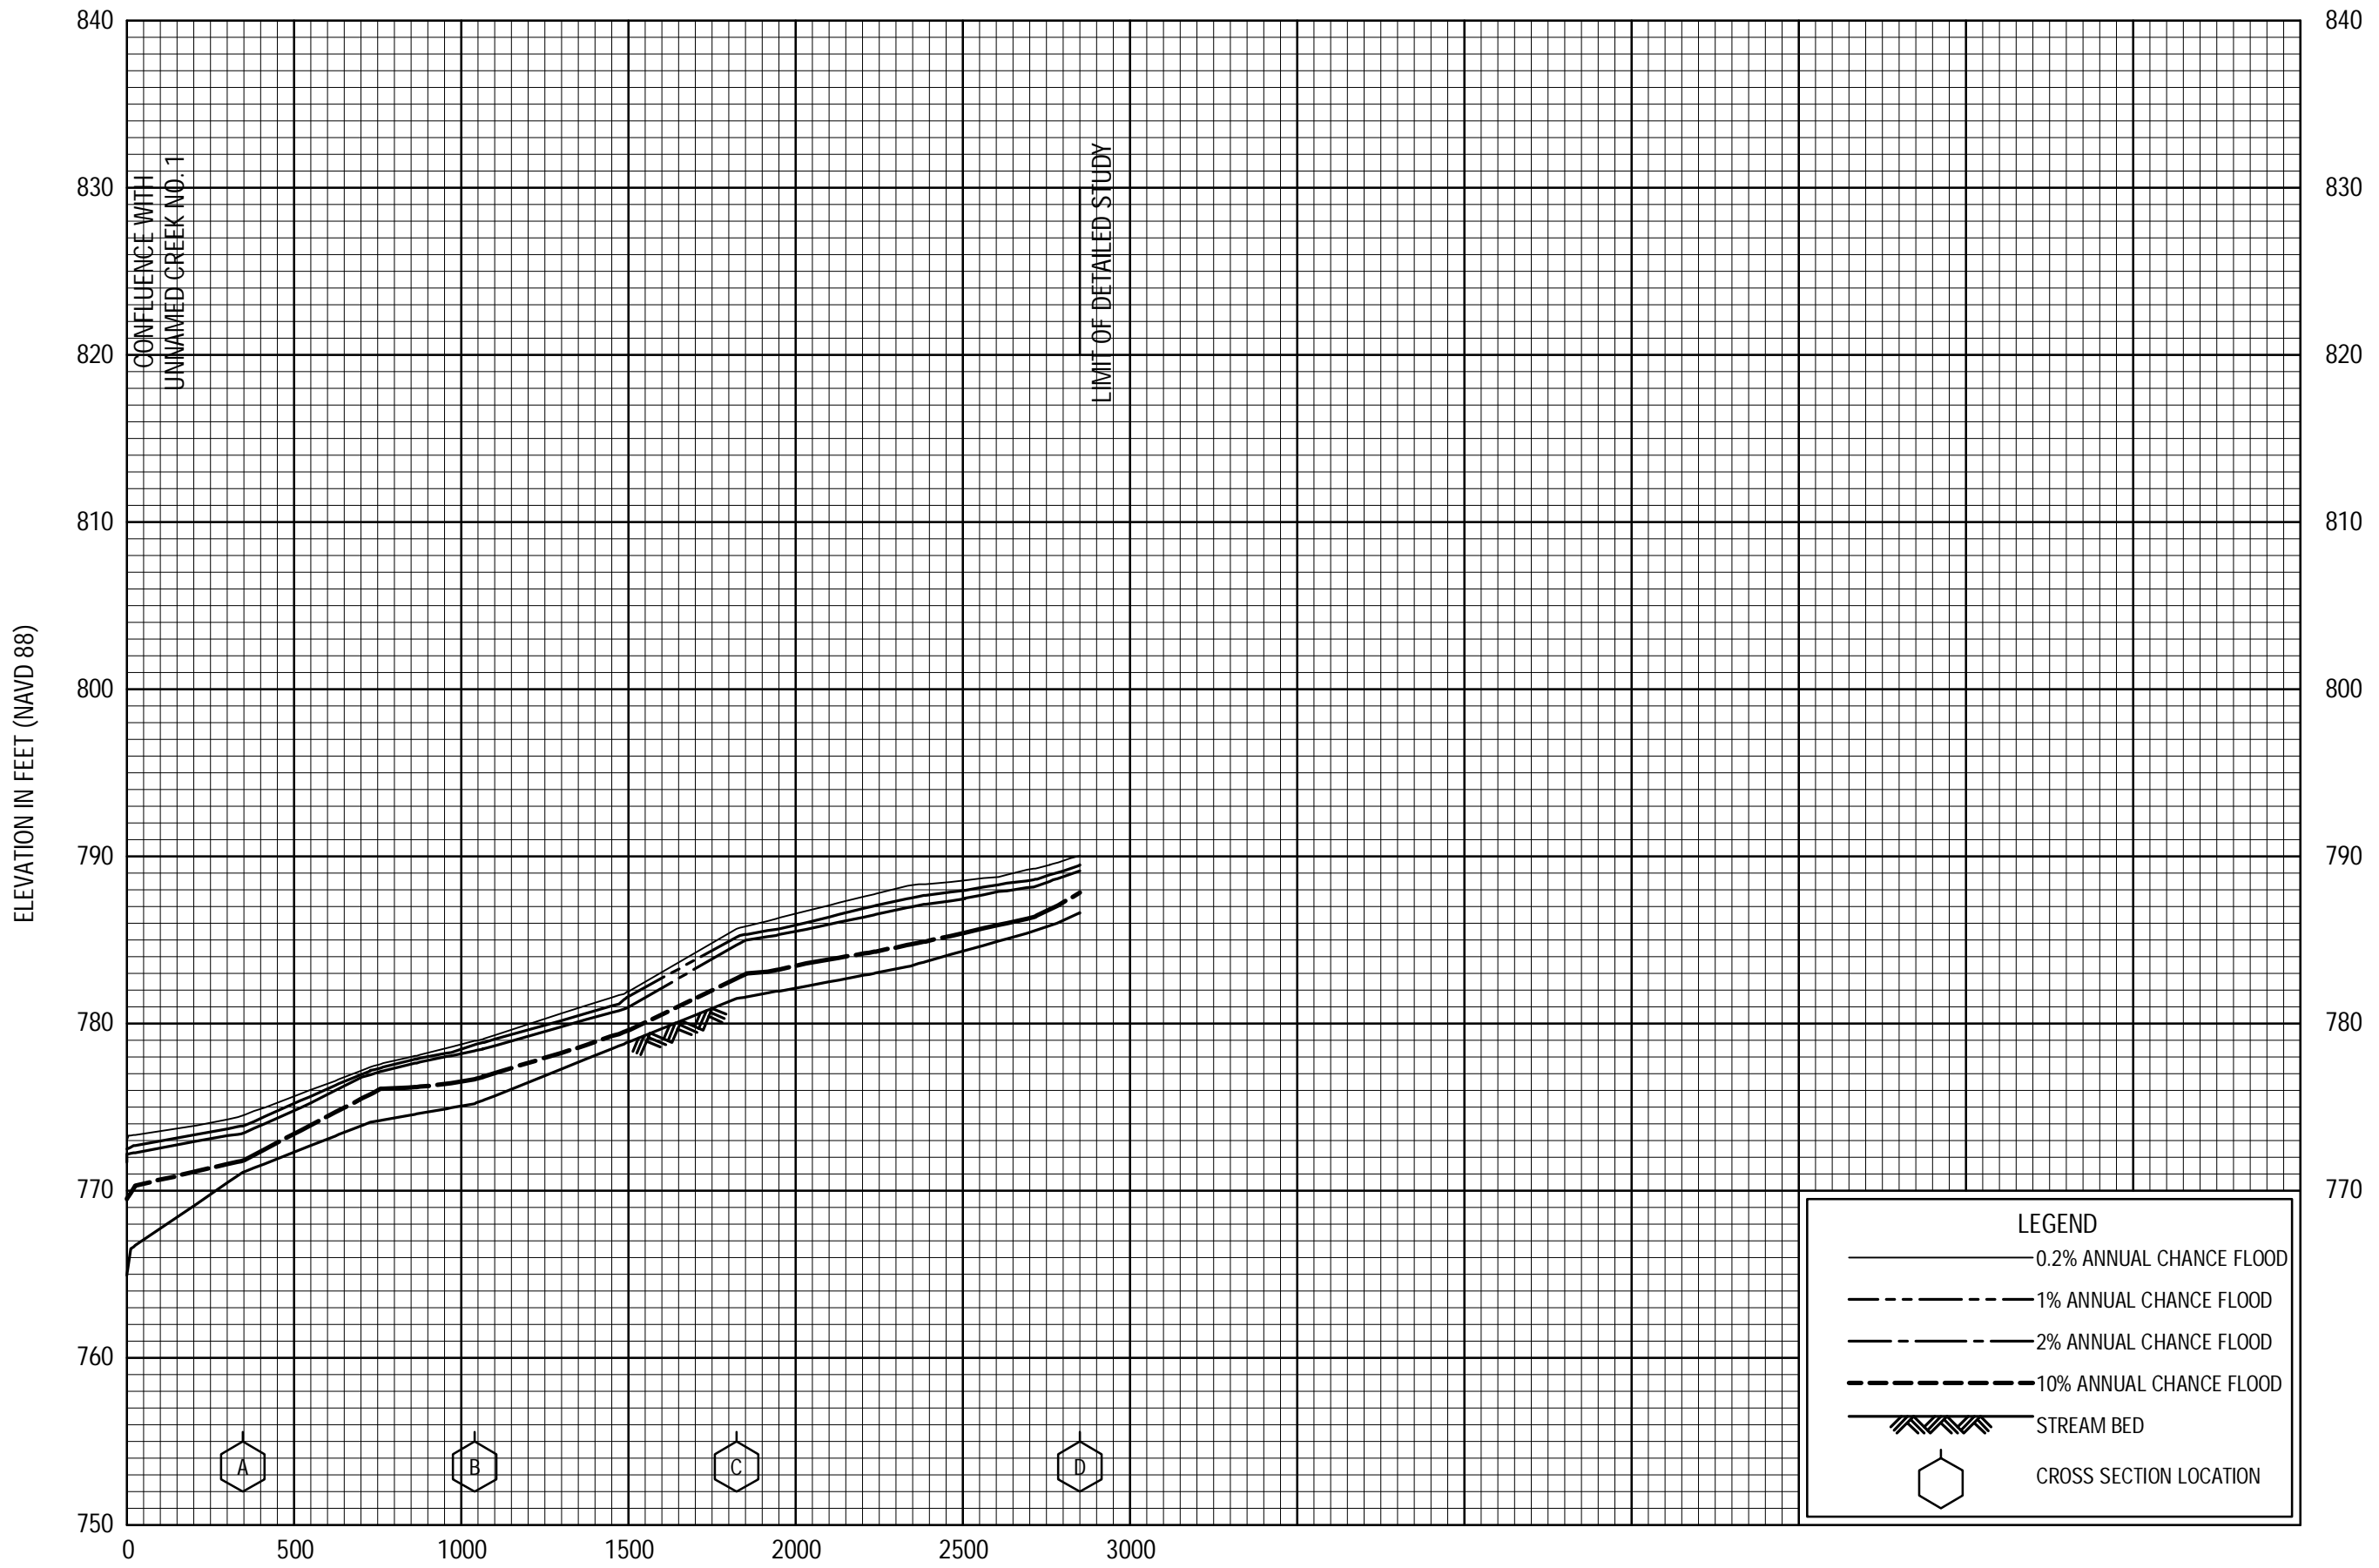 840
840
CONFLUENCE WITH
UNNAMED CREEK NO. 1
LIMIT OF DETAILED STUDY
830
830
820
820
810
810
ELEVATION IN FEET (NAVD 88)
800
800
790
790
780
780
770
770
760
750
LEGEND
0.2% ANNUAL CHANCE FLOOD
1% ANNUAL CHANCE FLOOD
2% ANNUAL CHANCE FLOOD
10% ANNUAL CHANCE FLOOD
STREAM BED
CROSS SECTION LOCATION
A
B
C
D
0
500
1000
1500
2000
2500
3000